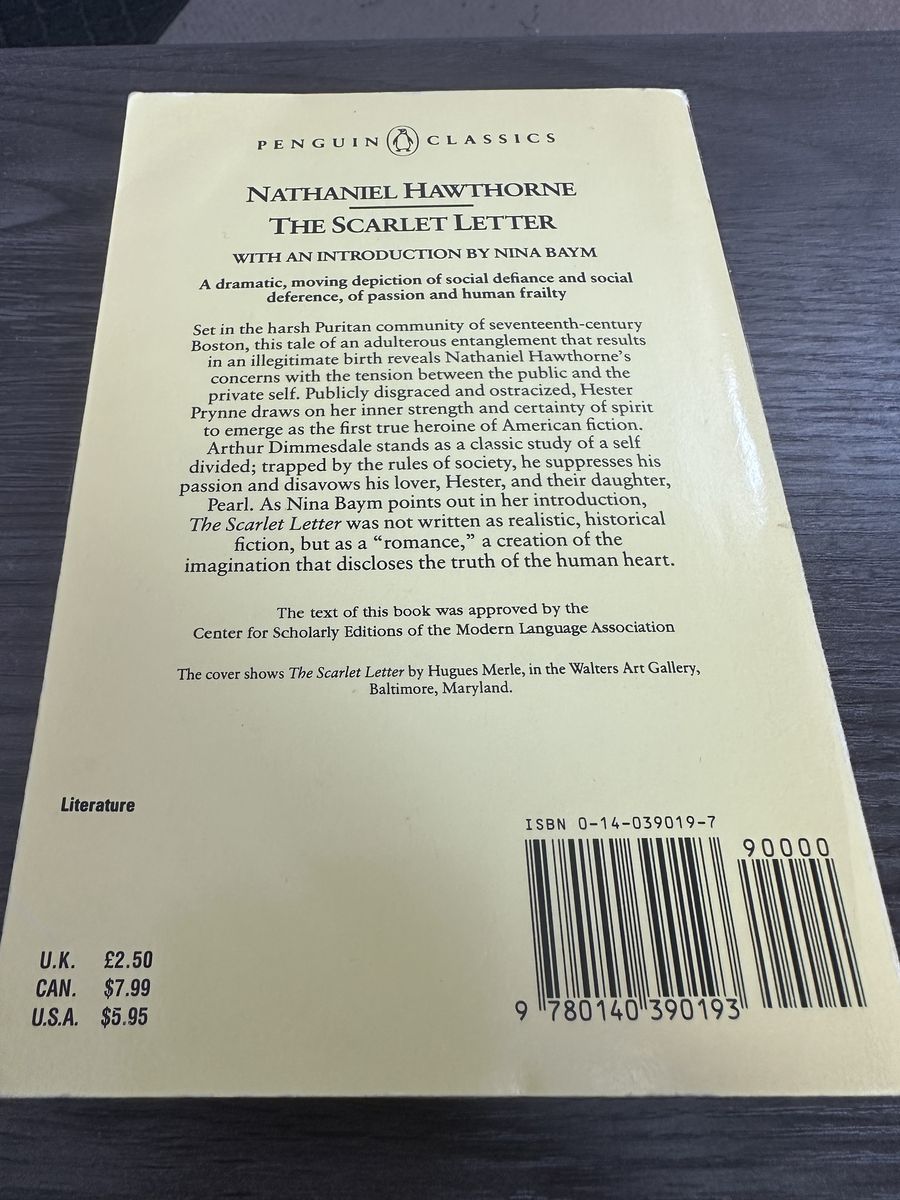 PENGUIN CLASSICS
NATHANIEL HAWTHORNE
THE SCARLET LETTER
WITH AN INTRODUCTION BY NINA BAYM
A dramatic, moving depiction of social defiance and social
deference, of passion and human frailty
Set in the harsh Puritan community of seventeenth-century
Boston, this tale of an adulterous entanglement that results
in an illegitimate birth reveals Nathaniel Hawthorne's
concerns with the tension between the public and the
private self. Publicly disgraced and ostracized, Hester
Prynne draws on her inner strength and certainty of spirit
to emerge as the first true heroine of American fiction.
Arthur Dimmesdale stands as a classic study of a self
divided; trapped by the rules of society, he suppresses his
passion and disavows his lover, Hester, and their daughter,
Pearl. As Nina Baym points out in her introduction,
The Scarlet Letter was not written as realistic, historical
fiction, but as a “romance,” a creation of the
imagination that discloses the truth of the human heart.
The text of this book was approved by the
Center for Scholarly Editions of the Modern Language Association
The cover shows The Scarlet Letter by Hugues Merle, in the Walters Art Gallery,
Baltimore, Maryland.
Literature
ISBN 0-14-039019-7
90000
9 780140 390193
U.K. £2.50
CAN. $7.99
U.S.A. $5.95